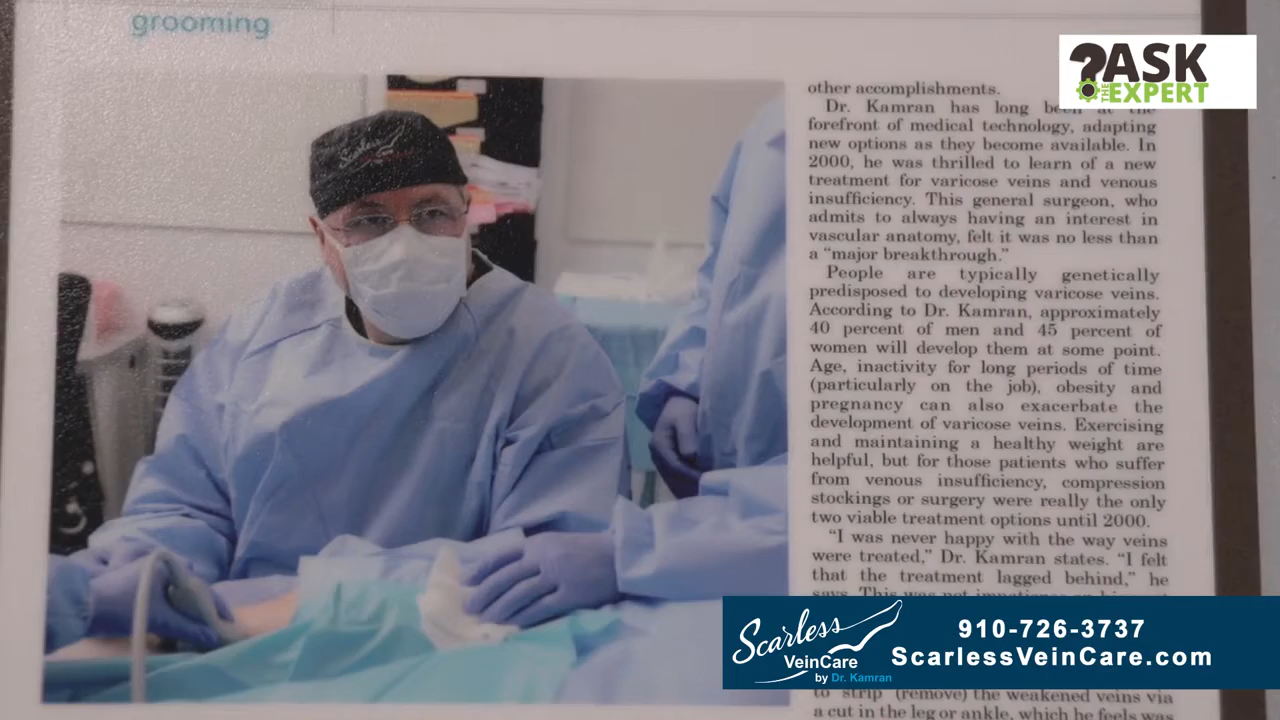 grooming
Scarless
other accomplishments.
Dr. Kamran has long been at the
forefront of medical technology, adapting
new options as they become available. In
2000, he was thrilled to learn of a new
treatment for varicose veins and venous
insufficiency. This general surgeon, who
admits to always having an interest in
vascular anatomy, felt it was no less than
a “major breakthrough.”
People are typically genetically
predisposed to developing varicose veins.
According to Dr. Kamran, approximately
40 percent of men and 45 percent of
women will develop them at some point.
Age, inactivity for long periods of time
(particularly on the job), obesity and
pregnancy can also exacerbate the
development of varicose veins. Exercising
and maintaining a healthy weight are
helpful, but for those patients who suffer
from venous insufficiency, compression
stockings or surgery were really the only
two viable treatment options until 2000.
“I was never happy with the way veins
were treated,” Dr. Kamran states. “I felt
that the treatment lagged behind,” he
says. This was not
to “strip” (remove) the weakened veins via
a cut in the leg or ankle, which he feels was
?ASK
THE EXPERT
Scarless
VeinCare
by Dr. Kamran
910-726-3737
ScarlessVeinCare.com